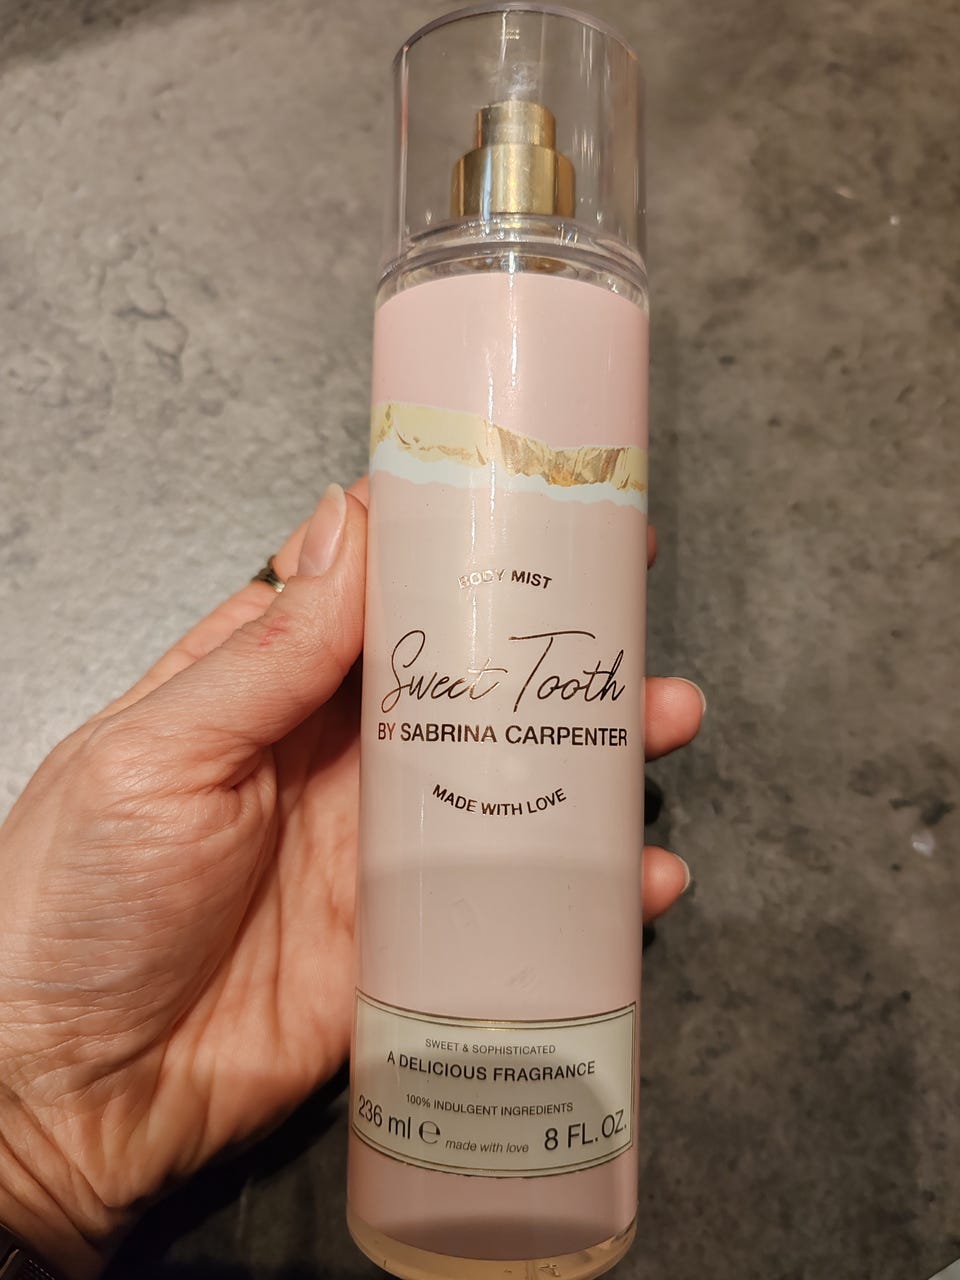 BODY MIST
Sweet Tooth
BY SABRINA CARPENTER
MADE WITH LOVE
SWEET & SOPHISTICATED
A DELICIOUS FRAGRANCE
100% INDULGENT INGREDIENTS
236 ml ℮ made with love 8 FL. OZ.